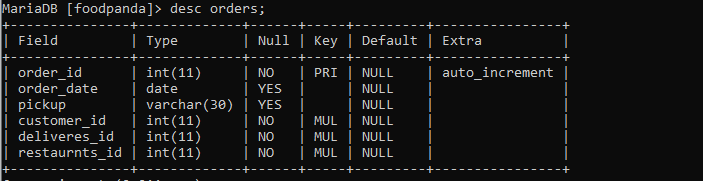 MariaDB [foodpanda]> desc orders;
+---------------+-------------+------+-----+---------+----------------+
| Field         | Type        | Null | Key | Default | Extra          |
+---------------+-------------+------+-----+---------+----------------+
| order_id      | int(11)     | NO   | PRI | NULL    | auto_increment |
| order_date    | date        | YES  |     | NULL    |                |
| pickup        | varchar(30) | YES  |     | NULL    |                |
| customer_id   | int(11)     | NO   | MUL | NULL    |                |
| deliveres_id  | int(11)     | NO   | MUL | NULL    |                |
| restaurnts_id | int(11)     | NO   | MUL | NULL    |                |
+---------------+-------------+------+-----+---------+----------------+